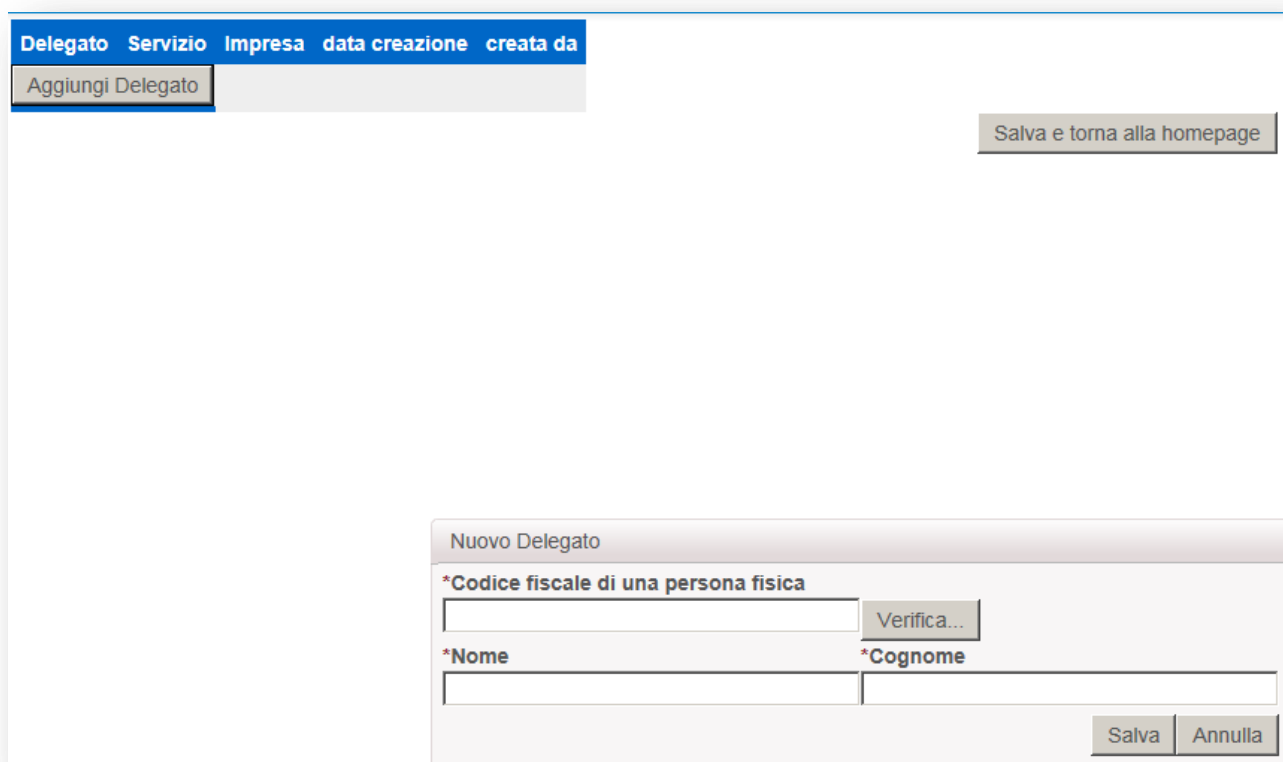 Delegato Servizio Impresa data creazione creata da
Aggiungi Delegato
Salva e torna alla homepage
Nuovo Delegato
*Codice fiscale di una persona fisica
Verifica...
*Nome *Cognome
Salva Annulla